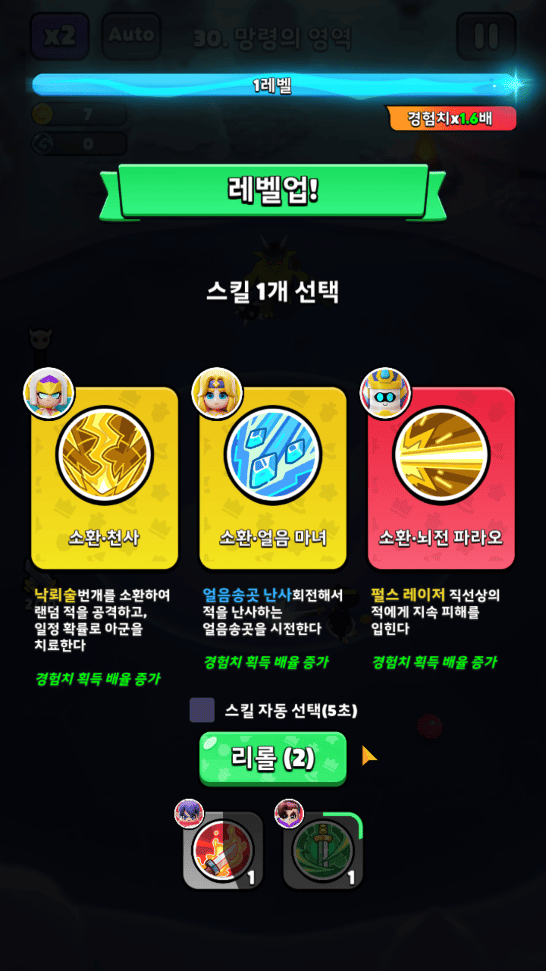 x2
Auto
30. 망령의 영역
1레벨
7
경험치x1.6배
0
레벨업!
스킬 1개 선택
소환·천사
소환·얼음 마녀
소환·뇌전 파라오
낙뢰술번개를 소환하여
랜덤 적을 공격하고,
일정 확률로 아군을
치료한다
경험치 획득 배율 증가
얼음송곳 난사회전해서
적을 난사하는
얼음송곳을 시전한다
경험치 획득 배율 증가
펄스 레이저 직선상의
적에게 지속 피해를
입힌다
경험치 획득 배율 증가
스킬 자동 선택(5초)
리롤 (2)
1
1